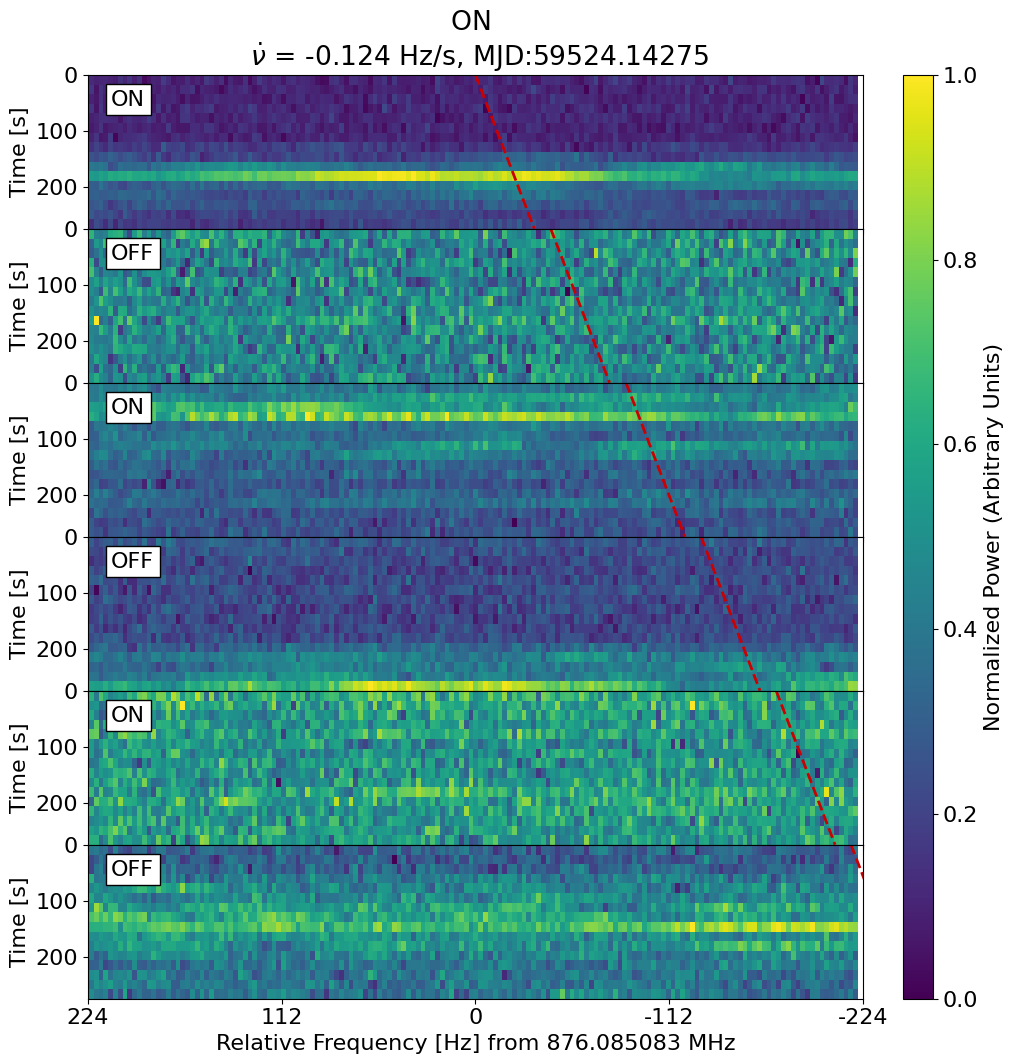 ON
ν̇ = -0.124 Hz/s, MJD:59524.14275
0
ON
100
200
Time [s]
0
OFF
100
200
Time [s]
0
ON
100
200
Time [s]
0
OFF
100
200
Time [s]
0
ON
100
200
Time [s]
0
OFF
100
200
Time [s]
224
112
0
-112
-224
Relative Frequency [Hz] from 876.085083 MHz
1.0
0.8
0.6
0.4
0.2
0.0
Normalized Power (Arbitrary Units)